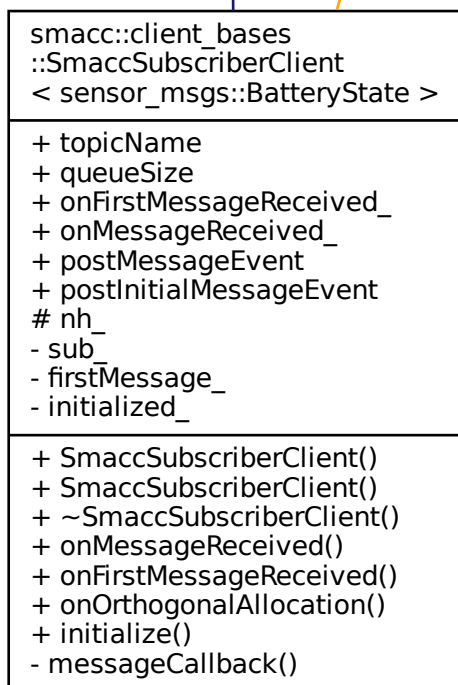 smacc::client_bases
::SmaccSubscriberClient
< sensor_msgs::BatteryState >
+ topicName
+ queueSize
+ onFirstMessageReceived_
+ onMessageReceived_
+ postMessageEvent
+ postInitialMessageEvent
# nh_
- sub_
- firstMessage_
- initialized_
+ SmaccSubscriberClient()
+ SmaccSubscriberClient()
+ ~SmaccSubscriberClient()
+ onMessageReceived()
+ onFirstMessageReceived()
+ onOrthogonalAllocation()
+ initialize()
- messageCallback()